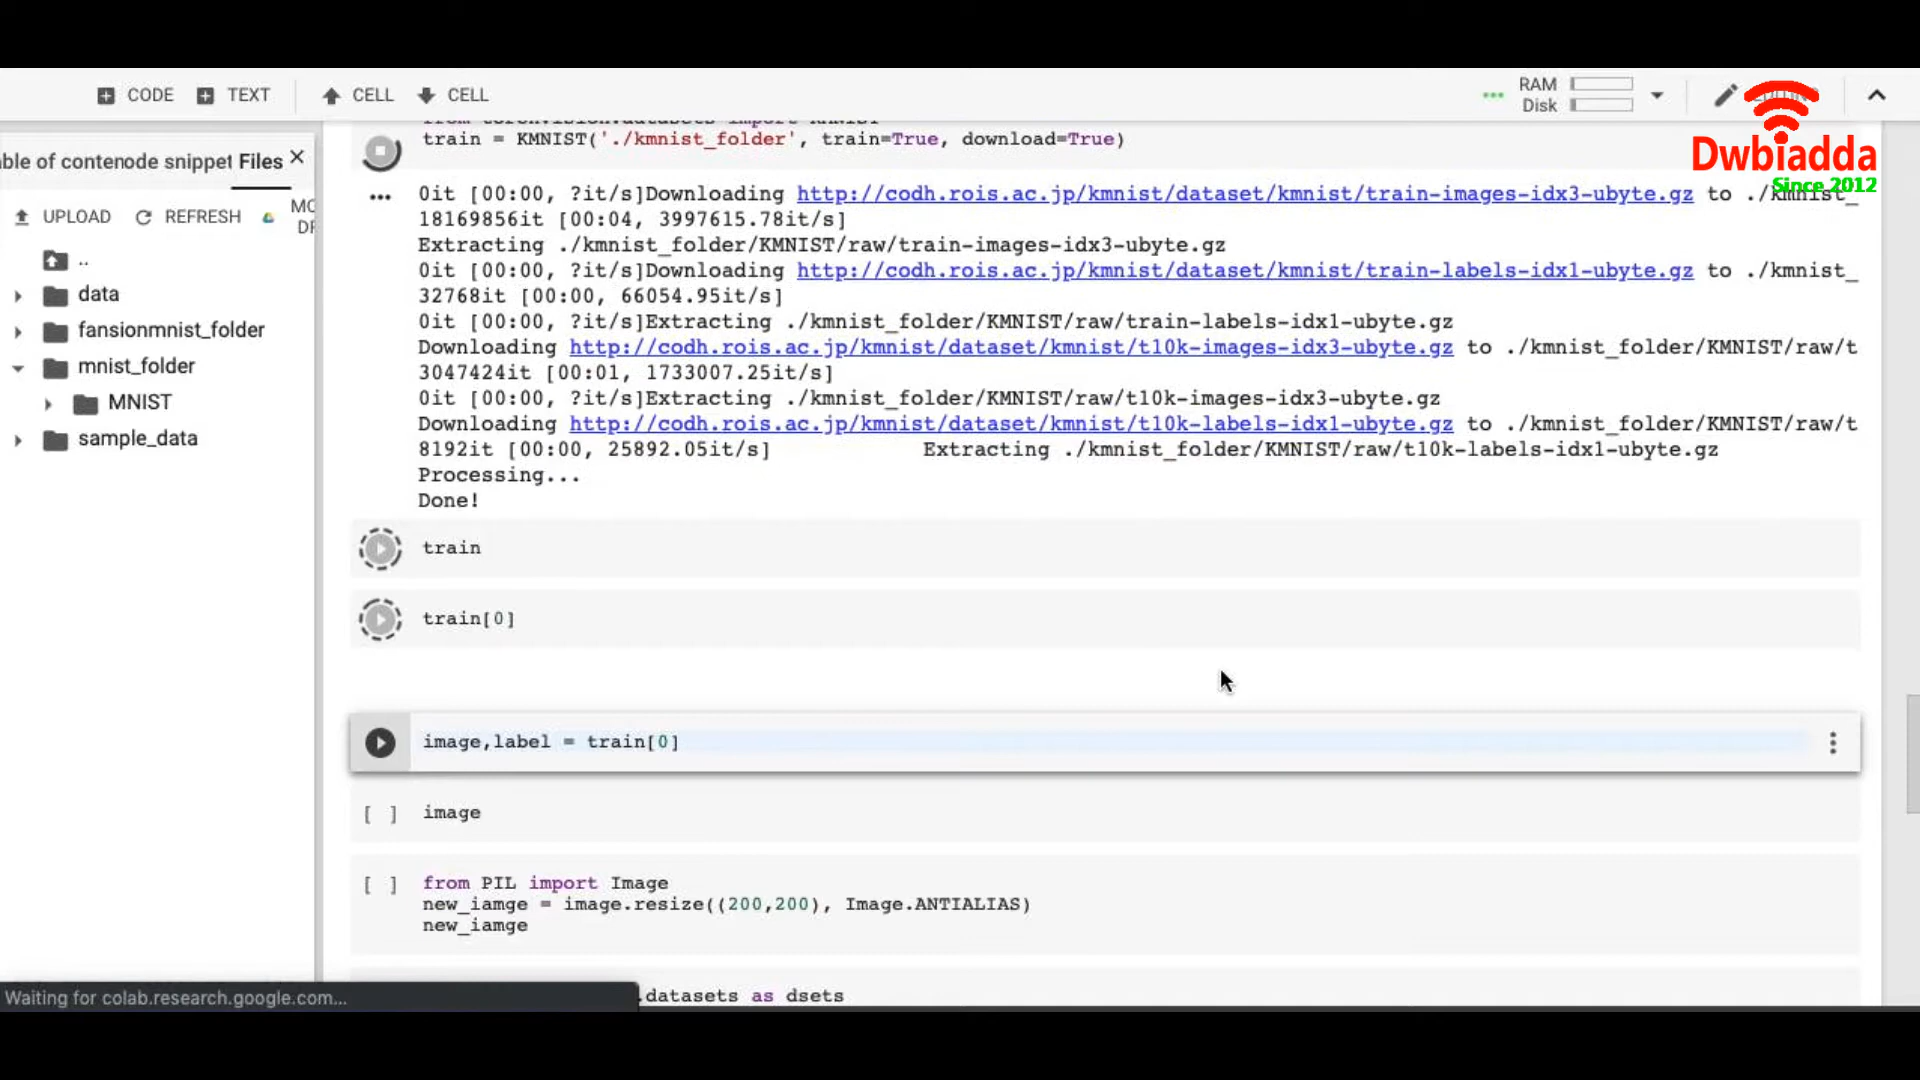 CODE TEXT CELL CELL
RAM
Disk
Dwbiadda
Since 2012
ble of conten ode snippet Files
UPLOAD REFRESH
..
data
fansionmnist_folder
mnist_folder
MNIST
sample_data
train = KMNIST('./kmnist_folder', train=True, download=True)
0it [00:00, ?it/s]Downloading http://codh.rois.ac.jp/kmnist/dataset/kmnist/train-images-idx3-ubyte.gz to ./kmnist_
18169856it [00:04, 3997615.78it/s]
Extracting ./kmnist_folder/KMNIST/raw/train-images-idx3-ubyte.gz
0it [00:00, ?it/s]Downloading http://codh.rois.ac.jp/kmnist/dataset/kmnist/train-labels-idx1-ubyte.gz to ./kmnist_
32768it [00:00, 66054.95it/s]
0it [00:00, ?it/s]Extracting ./kmnist_folder/KMNIST/raw/train-labels-idx1-ubyte.gz
Downloading http://codh.rois.ac.jp/kmnist/dataset/kmnist/t10k-images-idx3-ubyte.gz to ./kmnist_folder/KMNIST/raw/t
3047424it [00:01, 1733007.25it/s]
0it [00:00, ?it/s]Extracting ./kmnist_folder/KMNIST/raw/t10k-images-idx3-ubyte.gz
Downloading http://codh.rois.ac.jp/kmnist/dataset/kmnist/t10k-labels-idx1-ubyte.gz to ./kmnist_folder/KMNIST/raw/t
8192it [00:00, 25892.05it/s] Extracting ./kmnist_folder/KMNIST/raw/t10k-labels-idx1-ubyte.gz
Processing...
Done!
train
train[0]
image,label = train[0]
[ ] image
[ ] from PIL import Image
new_iamge = image.resize((200,200), Image.ANTIALIAS)
new_iamge
.datasets as dsets
Waiting for colab.research.google.com...